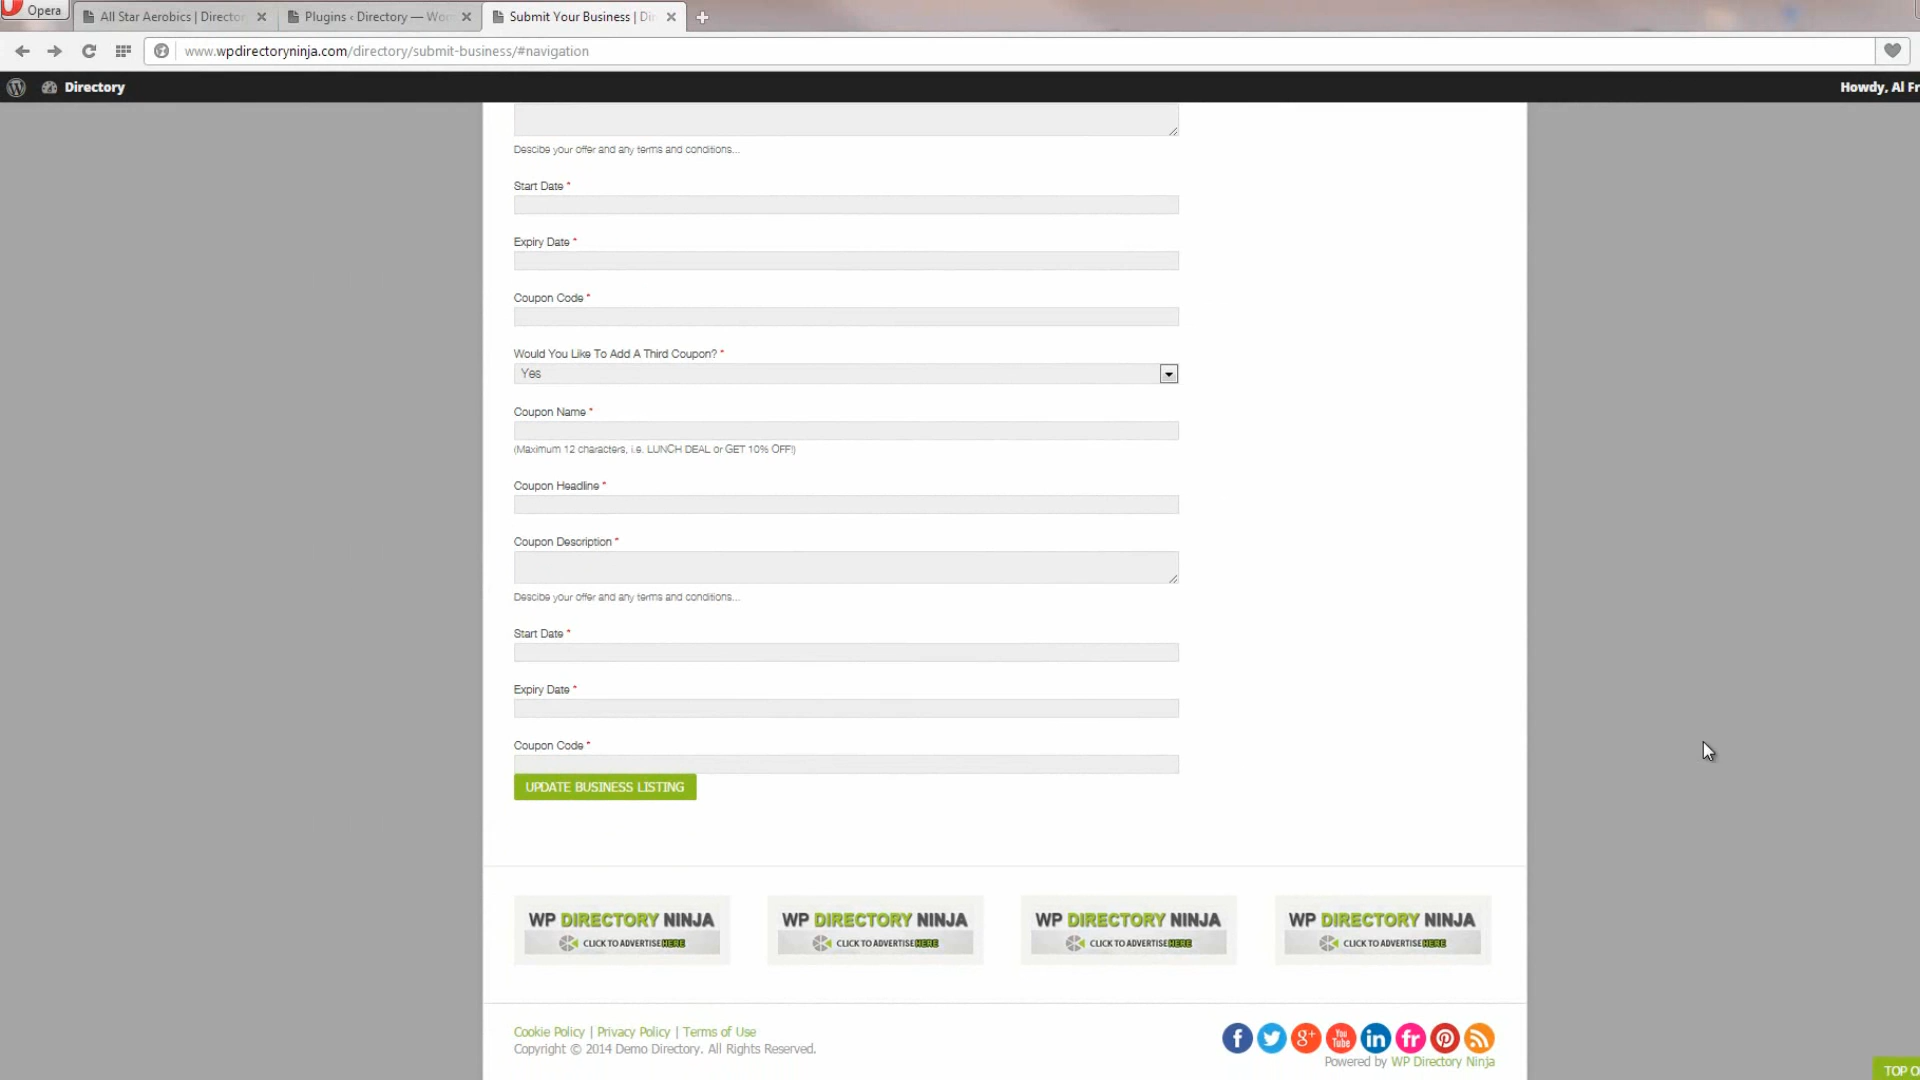 Opera
All Star Aerobics | Director
Plugins ‹ Directory — Wor
Submit Your Business | Di
www.wpdirectoryninja.com/directory/submit-business/#navigation
Directory
Howdy, Al Fr
Descibe your offer and any terms and conditions...
Start Date *
Expiry Date *
Coupon Code *
Would You Like To Add A Third Coupon? *
Yes
Coupon Name *
(Maximum 12 characters, i.e. LUNCH DEAL or GET 10% OFF!)
Coupon Headline *
Coupon Description *
Descibe your offer and any terms and conditions...
Start Date *
Expiry Date *
Coupon Code *
UPDATE BUSINESS LISTING
WP DIRECTORY NINJA WP DIRECTORY NINJA WP DIRECTORY NINJA WP DIRECTORY NINJA
CLICK TO ADVERTISE HERE CLICK TO ADVERTISE HERE CLICK TO ADVERTISE HERE CLICK TO ADVERTISE HERE
Cookie Policy | Privacy Policy | Terms of Use
Copyright © 2014 Demo Directory. All Rights Reserved.
f g+ You Tube in fr
Powered by WP Directory Ninja
TOP O